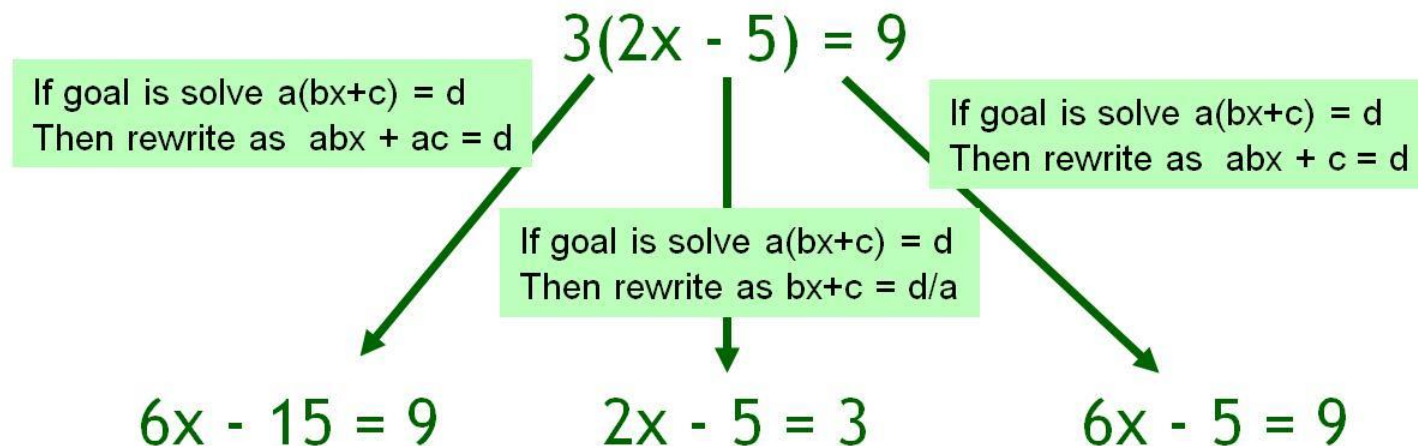 3(2x - 5) = 9
If goal is solve a(bx+c) = d
Then rewrite as abx + ac = d
If goal is solve a(bx+c) = d
Then rewrite as bx+c = d/a
If goal is solve a(bx+c) = d
Then rewrite as abx + c = d
6x - 15 = 9
2x - 5 = 3
6x - 5 = 9